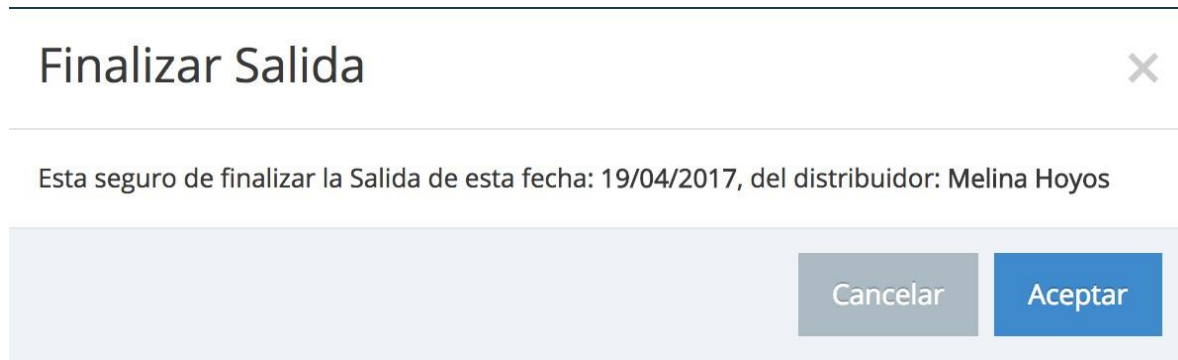 Finalizar Salida
Esta seguro de finalizar la Salida de esta fecha: 19/04/2017, del distribuidor: Melina Hoyos
Cancelar Aceptar